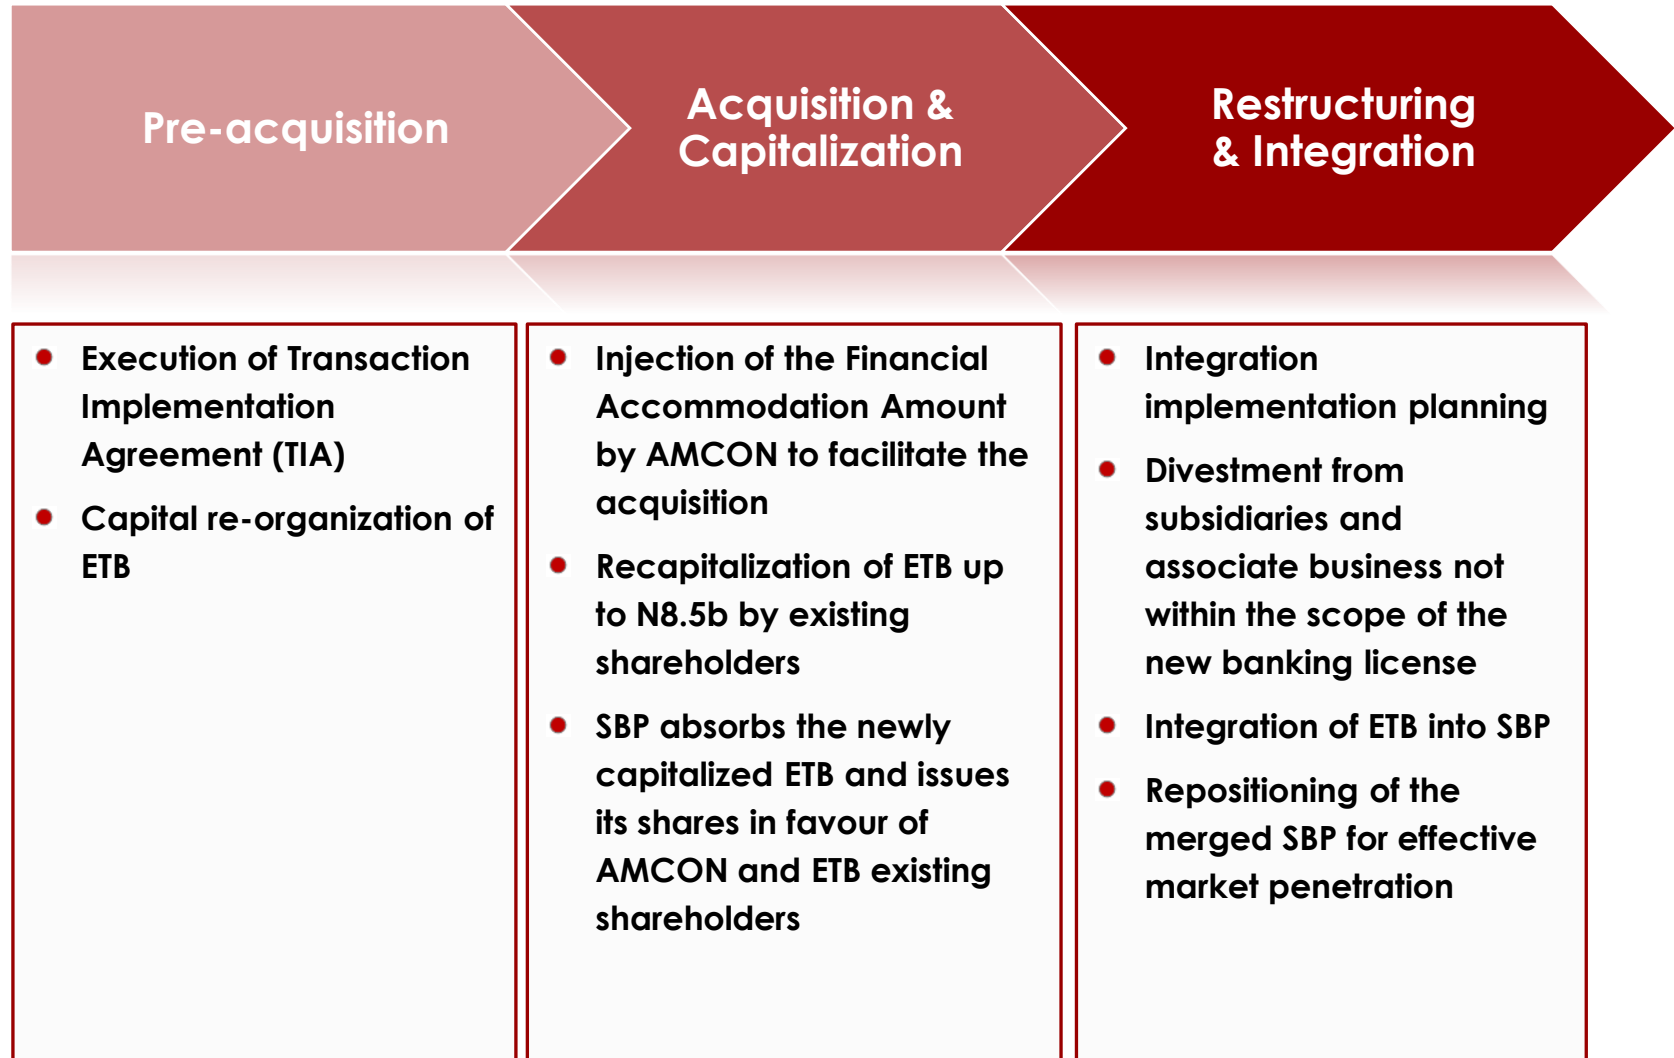 Pre-acquisition
Acquisition &
Capitalization
Restructuring
& Integration
Execution of Transaction
Implementation
Agreement (TIA)
Capital re-organization of
ETB
Injection of the Financial
Accommodation Amount
by AMCON to facilitate the
acquisition
Recapitalization of ETB up
to N8.5b by existing
shareholders
SBP absorbs the newly
capitalized ETB and issues
its shares in favour of
AMCON and ETB existing
shareholders
Integration
implementation planning
Divestment from
subsidiaries and
associate business not
within the scope of the
new banking license
Integration of ETB into SBP
Repositioning of the
merged SBP for effective
market penetration